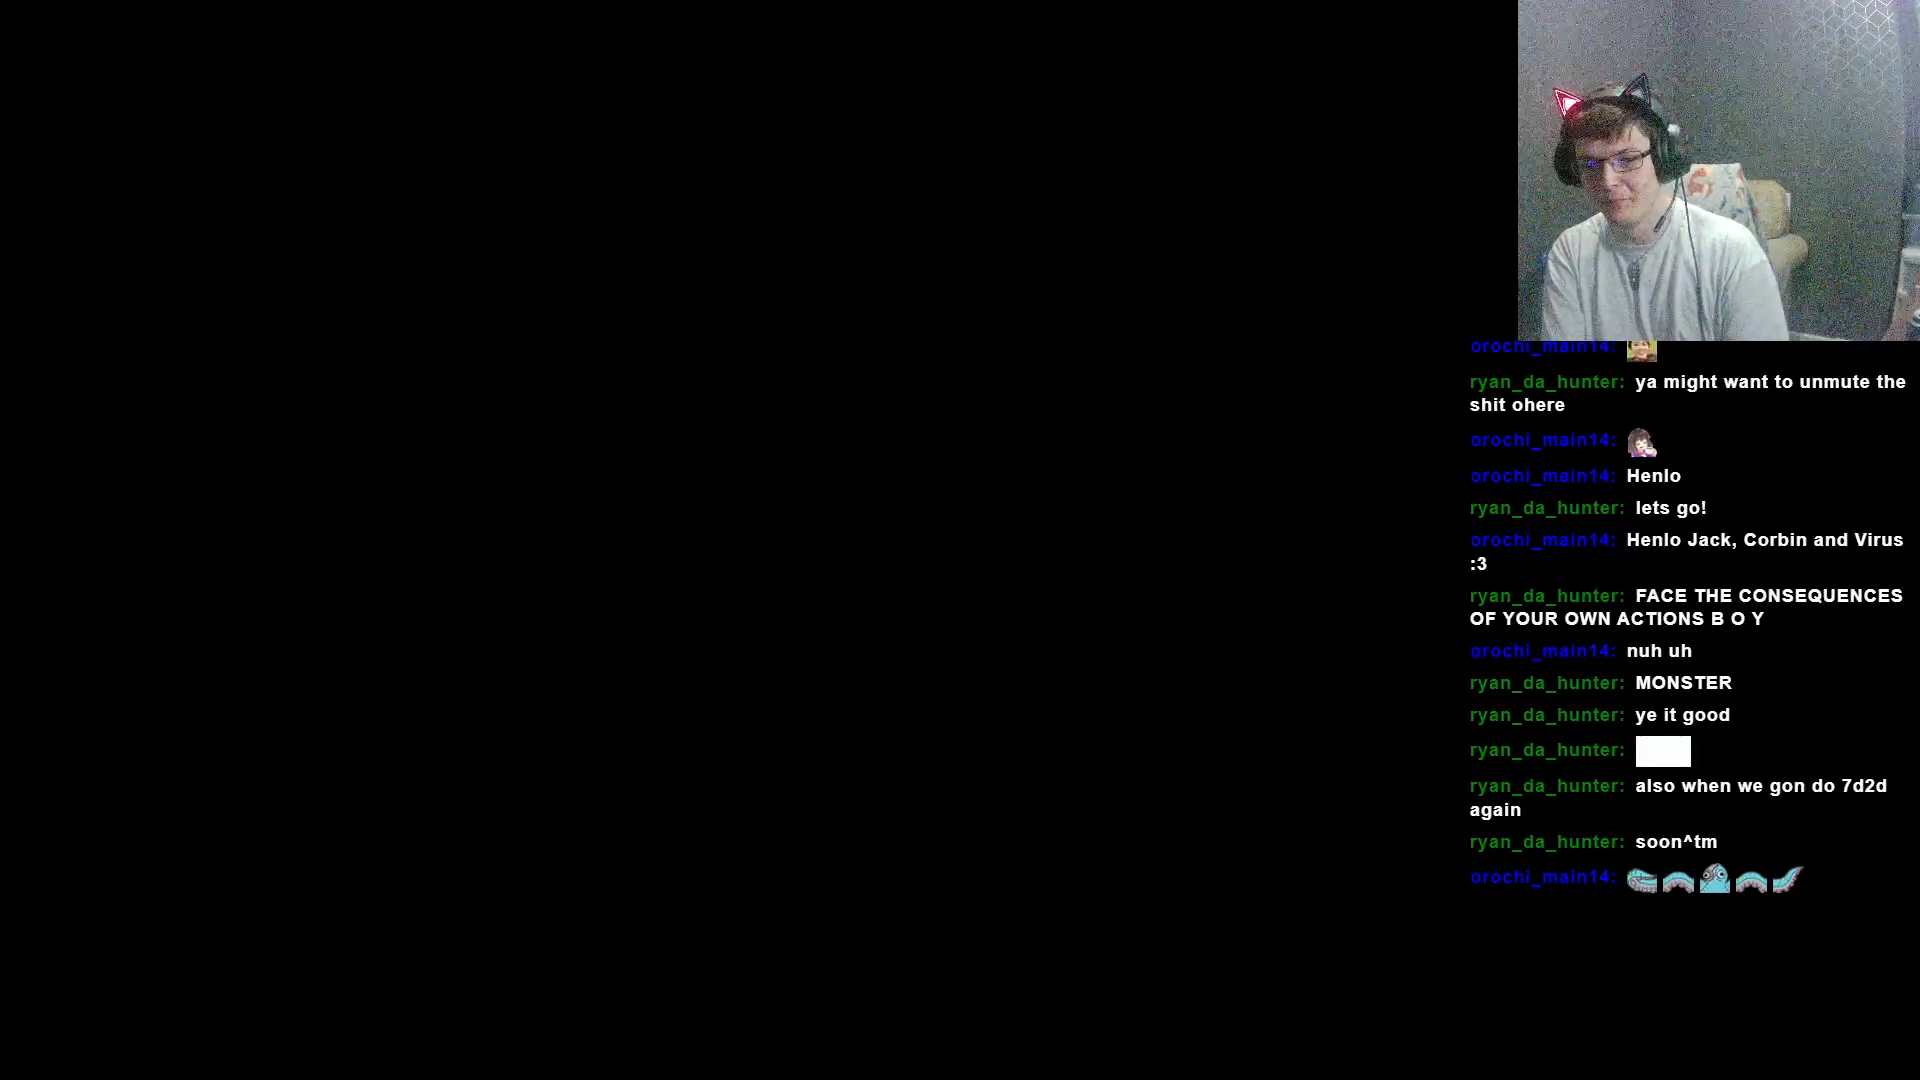 orochi_main14:
ryan_da_hunter: ya might want to unmute the
shit ohere
orochi_main14:
orochi_main14: Henlo
ryan_da_hunter: lets go!
orochi_main14: Henlo Jack, Corbin and Virus
:3
ryan_da_hunter: FACE THE CONSEQUENCES
OF YOUR OWN ACTIONS B O Y
orochi_main14: nuh uh
ryan_da_hunter: MONSTER
ryan_da_hunter: ye it good
ryan_da_hunter:
ryan_da_hunter: also when we gon do 7d2d
again
ryan_da_hunter: soon^tm
orochi_main14: